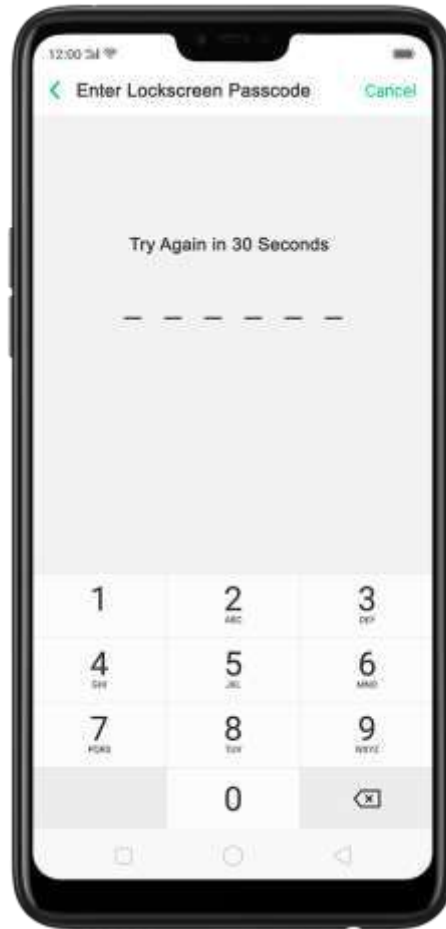 12:00
Enter Lockscreen Passcode Cancel
Try Again in 30 Seconds
1 2 3
ABC DEF
4 5 6
GHI JKL MNO
7 8 9
PQRS TUV WXYZ
0